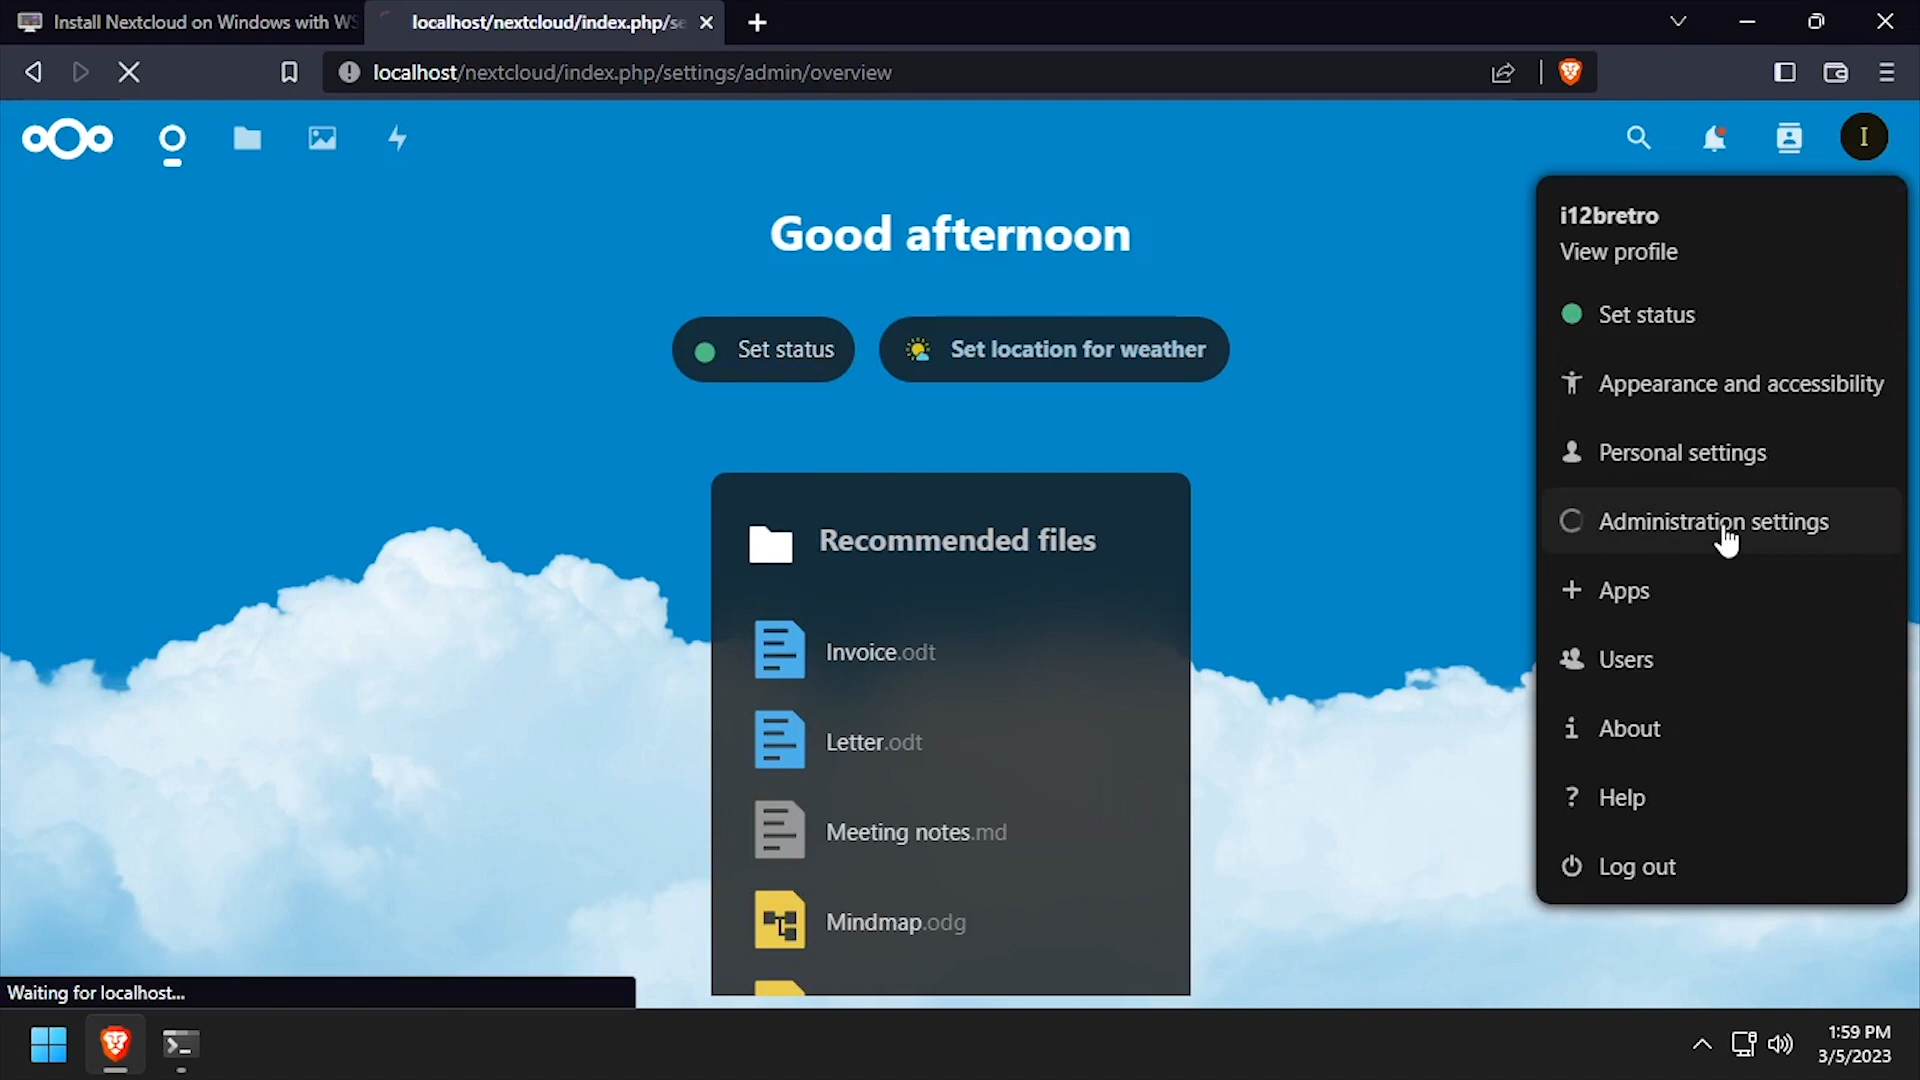 Install Nextcloud on Windows with WS
localhost/nextcloud/index.php/se
localhost/nextcloud/index.php/settings/admin/overview
I
Good afternoon
i12bretro
View profile
Set status
Set location for weather
Set status
Appearance and accessibility
Personal settings
Administration settings
Apps
Users
About
Help
Log out
Recommended files
Invoice.odt
Letter.odt
Meeting notes.md
Mindmap.odg
Waiting for localhost...
1:59 PM
3/5/2023